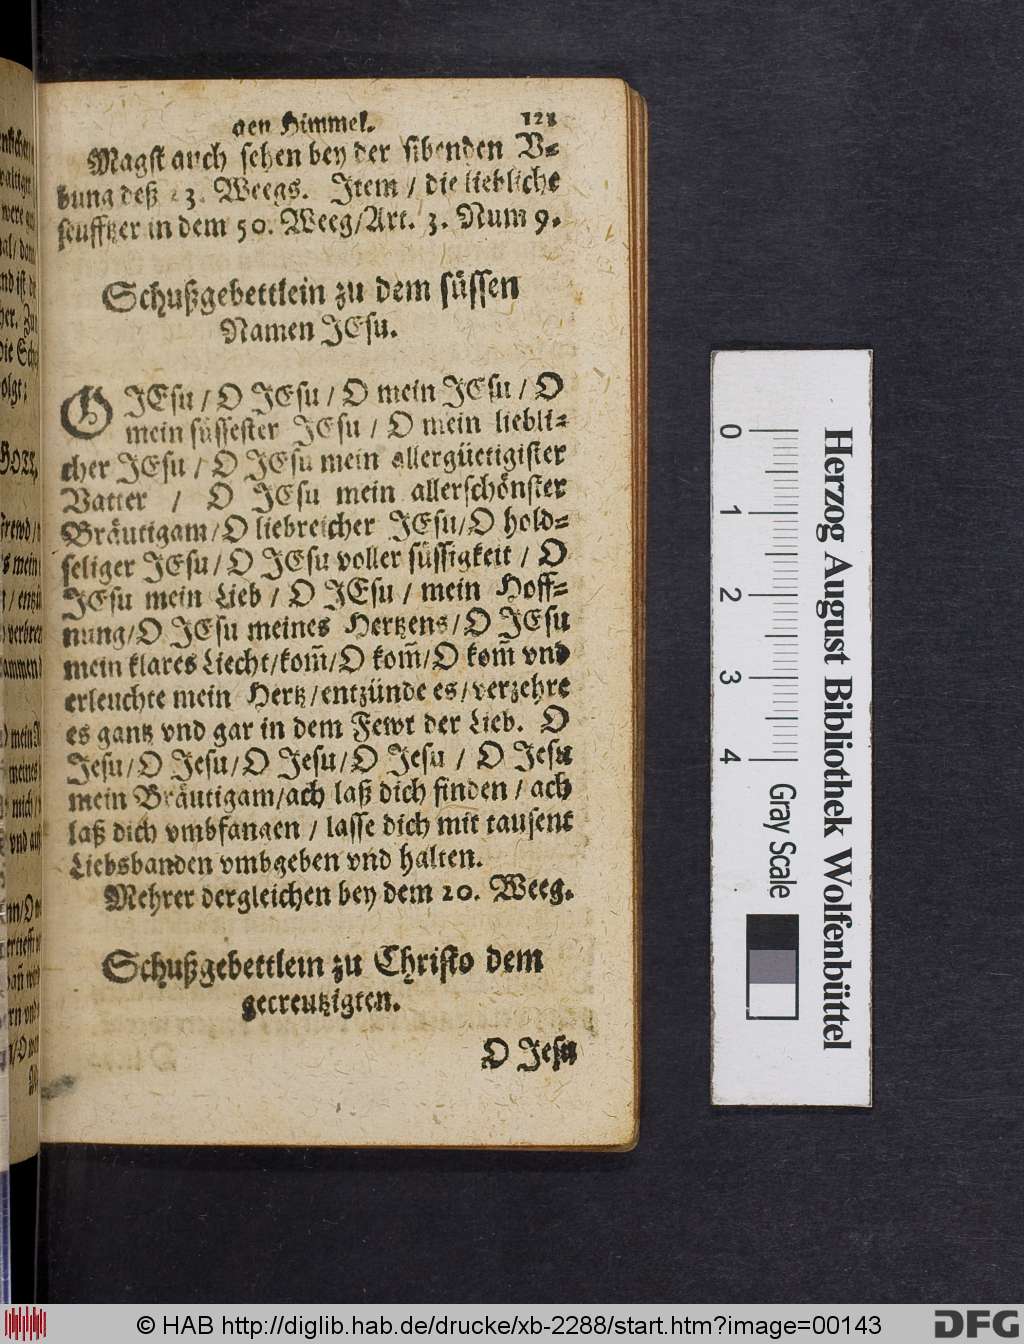 gen Himmel. 121
Magst auch sehen bey der sibenden V-
bung deß 23. Weegs. Item / die liebliche
seufftzer in dem 50. Weeg/Art. 3. Num 9.
Schußgebettlein zu dem süssen
Namen JEsu.
O JEsu / O JEsu / O mein JEsu / O
mein süssester JEsu / O mein liebli-
cher JEsu / O JEsu mein allergüetigister
Vatter / O JEsu mein allerschönster
Bräutigam/O liebreicher JEsu/O hold-
seliger JEsu/O JEsu voller süssigkeit / O
JEsu mein Lieb / O JEsu / mein Hoff-
nung/O JEsu meines Hertzens/O JEsu
mein klares Liecht/kom̃/O kom̃/O kom̃ vnd
erleuchte mein Hertz/entzünde es/verzehre
es gantz vnd gar in dem Fewr der Lieb. O
Jesu/O Jesu/O Jesu/O Jesu / O Jesu
mein Bräutigam/ach laß dich finden / ach
laß dich vmbfangen / lasse dich mit tausent
Liebsbanden vmbgeben vnd halten.
Mehrer dergleichen bey dem 20. Weeg.
Schußgebettlein zu Christo dem
gecreutzigten.
O Jesu
0 1 2 3 4
Gray Scale
Herzog August Bibliothek Wolfenbüttel
© HAB http://diglib.hab.de/drucke/xb-2288/start.htm?image=00143
DFG